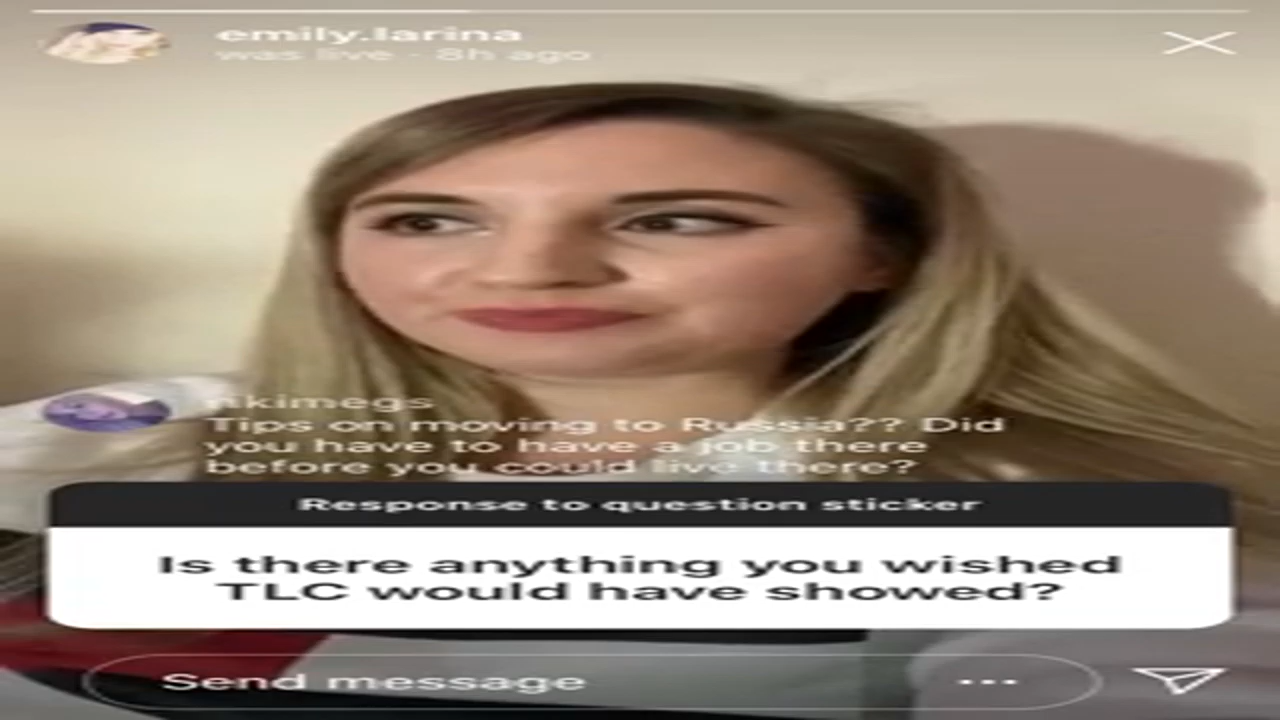 emily.larina
was live · 8h ago
rikimegs
Tips on moving to Russia?? Did
you have to have a job there
before you could live there?
Response to question sticker
Is there anything you wished
TLC would have showed?
Send message